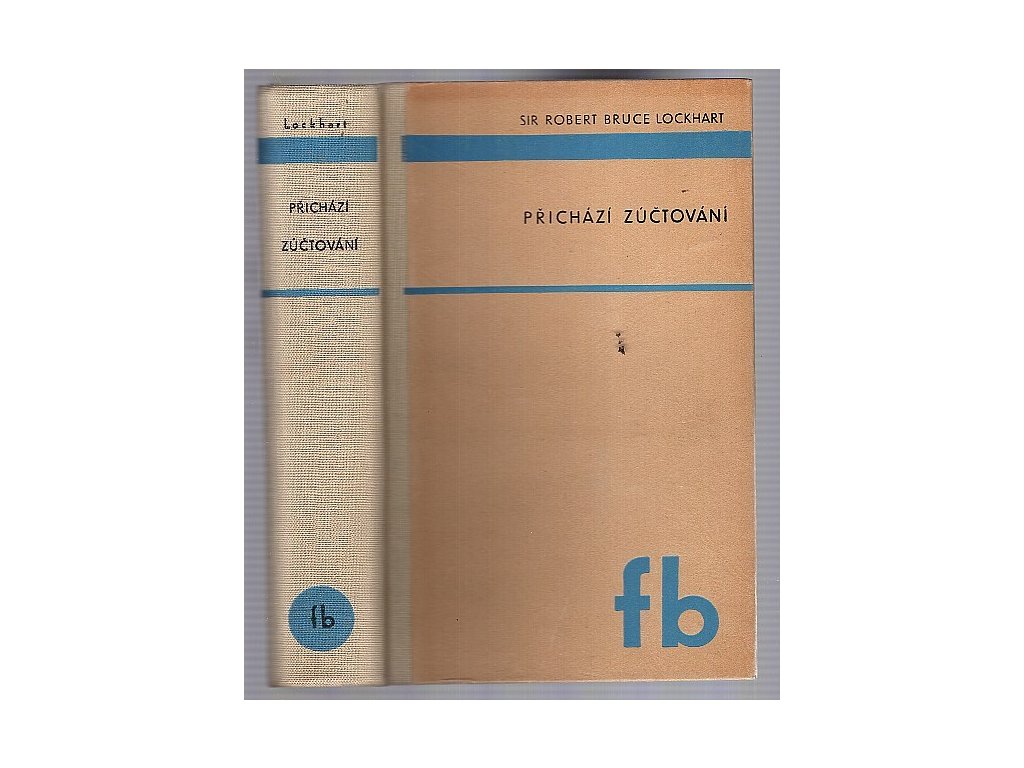 Lockhart
PŘICHÁZÍ
ZÚČTOVÁNÍ
fb
SIR ROBERT BRUCE LOCKHART
PŘICHÁZÍ ZÚČTOVÁNÍ
fb